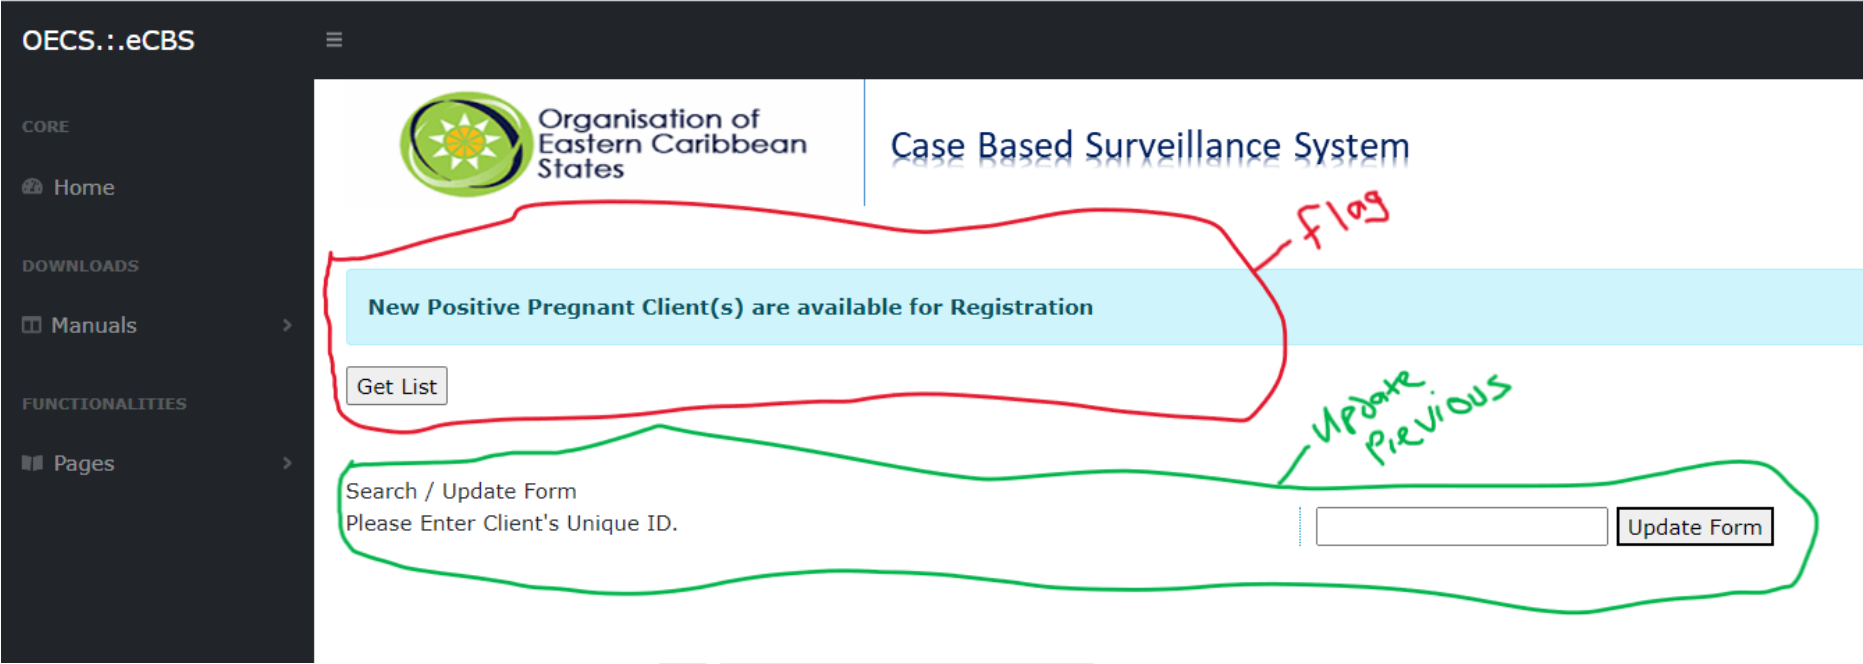 OECS.:.eCBS
CORE
Home
DOWNLOADS
Manuals
FUNCTIONALITIES
Pages
Organisation of
Eastern Caribbean
States
Case Based Surveillance System
Flag
New Positive Pregnant Client(s) are available for Registration
Get List
Update
Previous
Search / Update Form
Please Enter Client's Unique ID.
Update Form